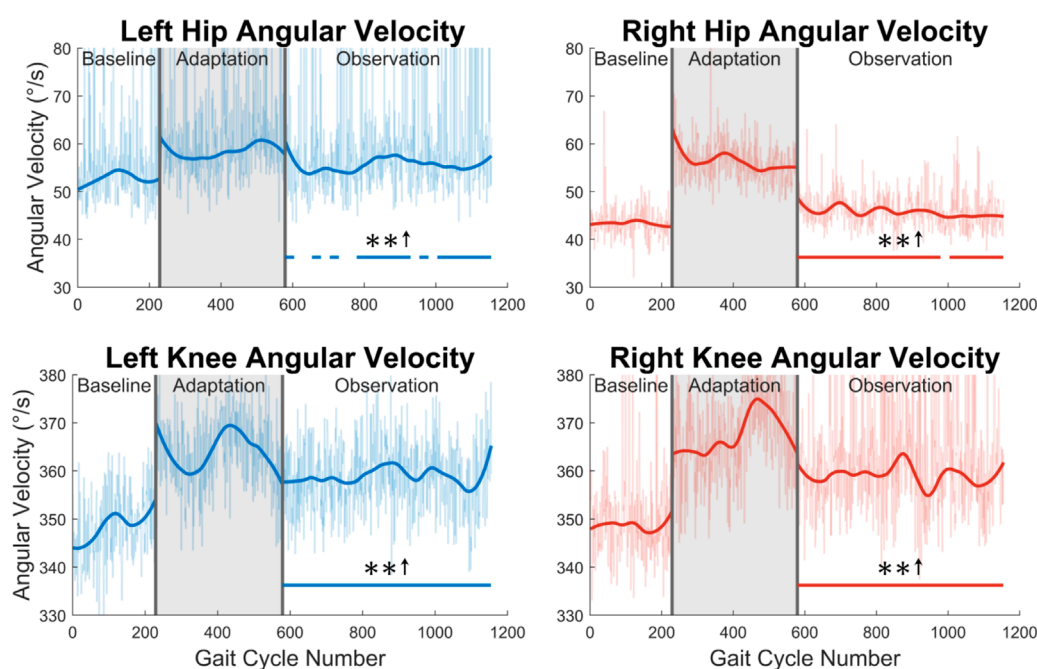 Left Hip Angular Velocity
Angular Velocity (°/s)
80
70
60
50
40
30
Baseline
Adaptation
Observation
**↑
0
200
400
600
800
1000
1200
Right Hip Angular Velocity
80
70
60
50
40
30
Baseline
Adaptation
Observation
**↑
0
200
400
600
800
1000
1200
Left Knee Angular Velocity
Angular Velocity (°/s)
380
370
360
350
340
330
Baseline
Adaptation
Observation
**↑
0
200
400
600
800
1000
1200
Gait Cycle Number
Right Knee Angular Velocity
380
370
360
350
340
330
Baseline
Adaptation
Observation
**↑
0
200
400
600
800
1000
1200
Gait Cycle Number